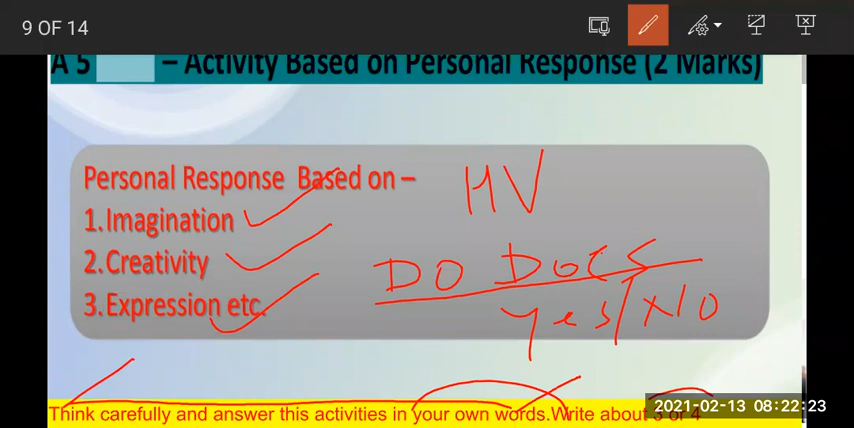 9 OF 14
A 5 – Activity Based on Personal Response (2 Marks)
Personal Response Based on –
HV
1.Imagination
2.Creativity
DO DOES
3.Expression etc.
Yes/NO
Think carefully and answer this activities in your own words.Write about 3 or 4
2021-02-13 08:22:23